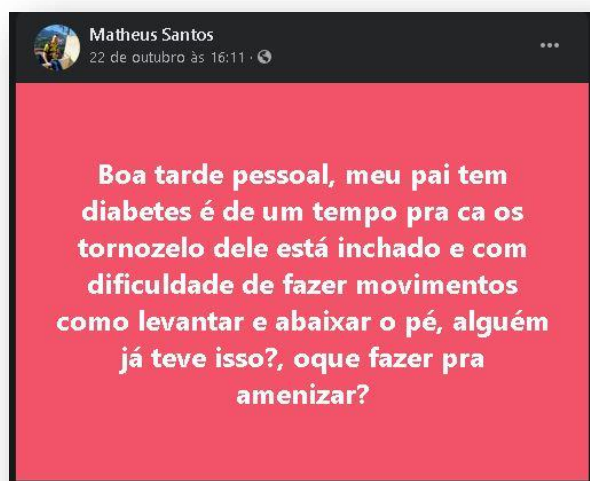 Matheus Santos
22 de outubro às 16:11 ·
Boa tarde pessoal, meu pai tem
diabetes é de um tempo pra ca os
tornozelo dele está inchado e com
dificuldade de fazer movimentos
como levantar e abaixar o pé, alguém
já teve isso?, oque fazer pra
amenizar?